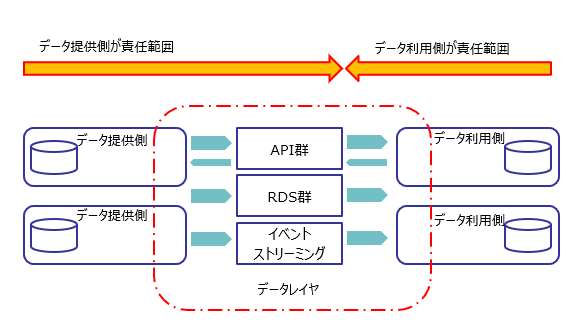 データ提供側が責任範囲
データ利用側が責任範囲
データ提供側
API群
データ利用側
RDS群
データ提供側
イベント
ストリーミング
データ利用側
データレイヤ